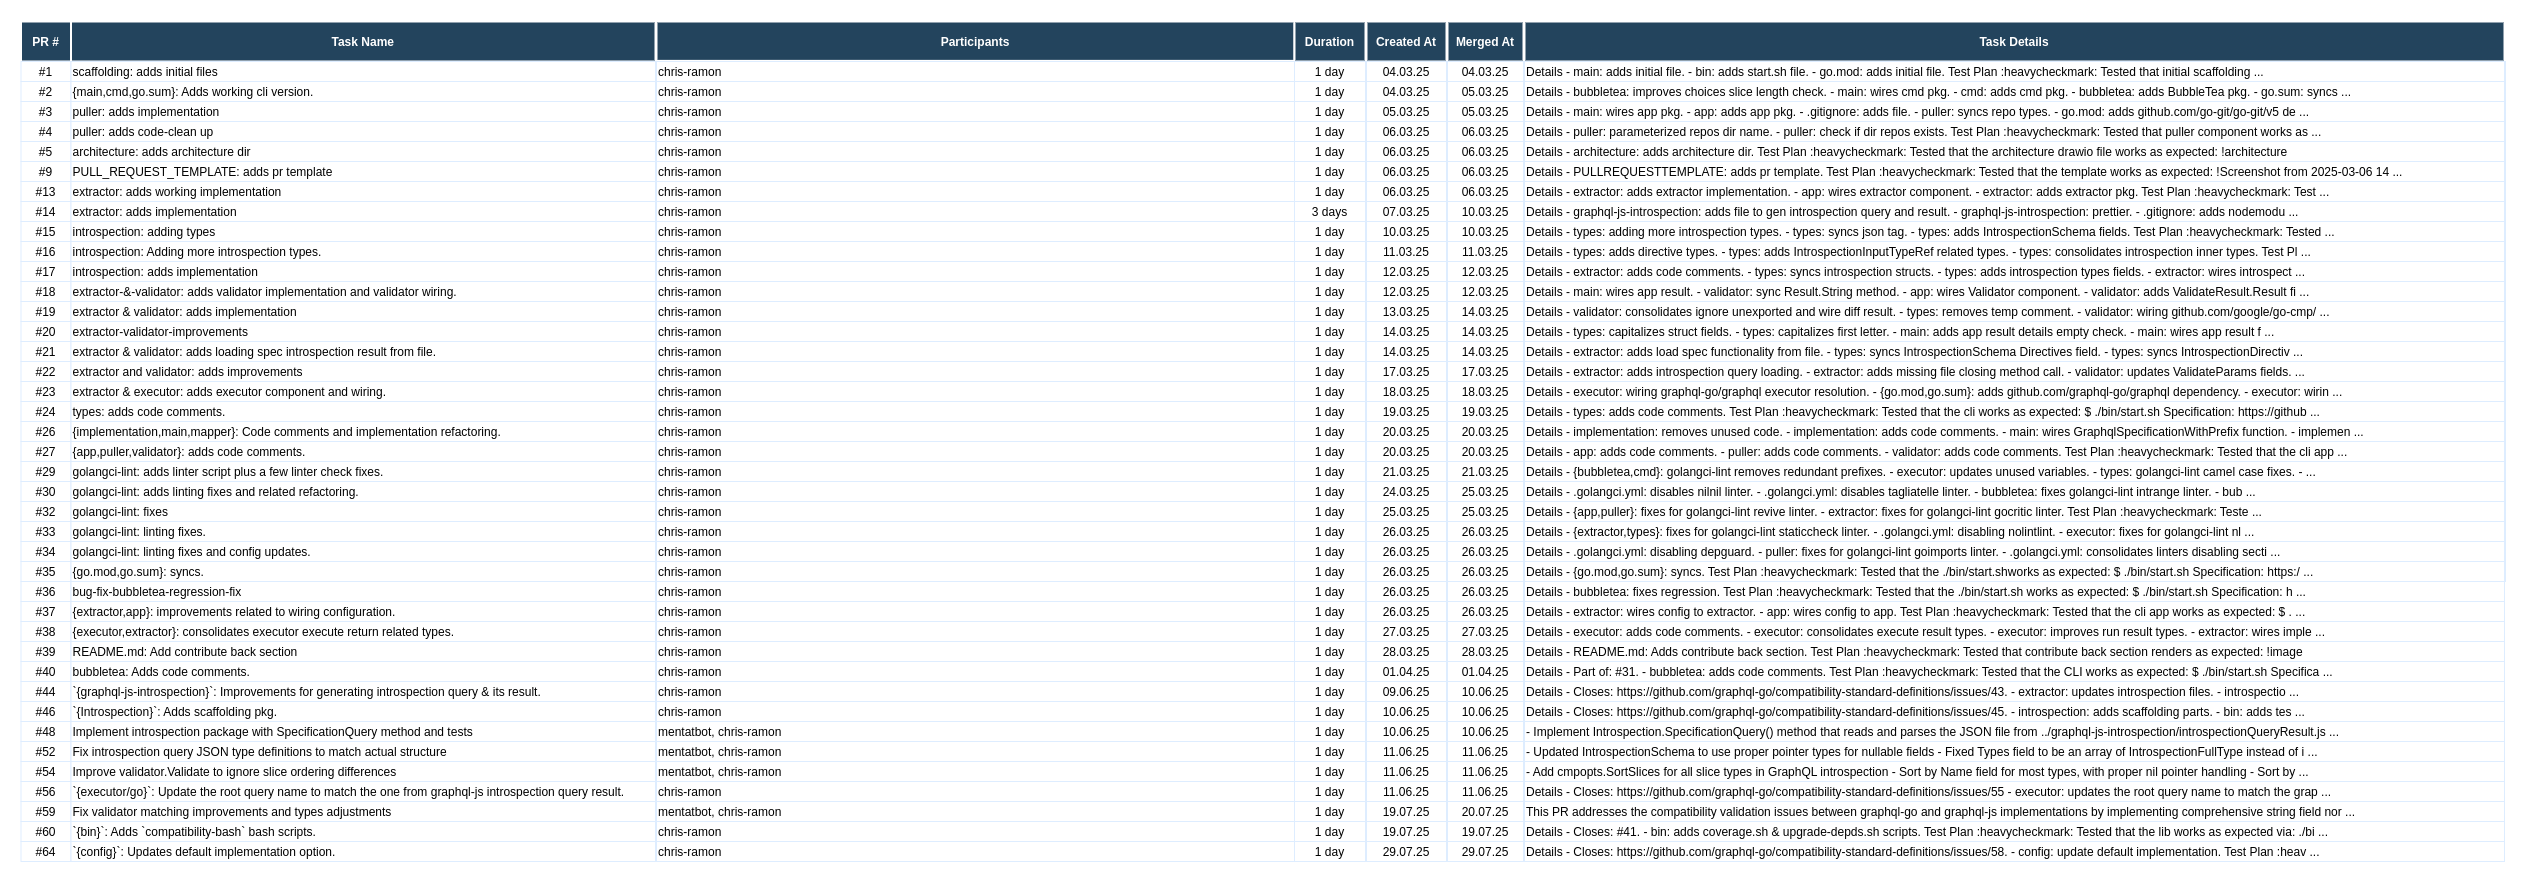 PR # Task Name Participants Duration Created At Merged At Task Details
#1 scaffolding: adds initial files chris-ramon 1 day 04.03.25 04.03.25 Details - main: adds initial file. - bin: adds start.sh file. - go.mod: adds initial file. Test Plan :heavycheckmark: Tested that initial scaffolding ...
#2 {main,cmd,go.sum}: Adds working cli version. chris-ramon 1 day 04.03.25 05.03.25 Details - bubbletea: improves choices slice length check. - main: wires cmd pkg. - cmd: adds cmd pkg. - bubbletea: adds BubbleTea pkg. - go.sum: syncs ...
#3 puller: adds implementation chris-ramon 1 day 05.03.25 05.03.25 Details - main: wires app pkg. - app: adds app pkg. - .gitignore: adds file. - puller: syncs repo types. - go.mod: adds github.com/go-git/go-git/v5 de ...
#4 puller: adds code-clean up chris-ramon 1 day 06.03.25 06.03.25 Details - puller: parameterized repos dir name. - puller: check if dir repos exists. Test Plan :heavycheckmark: Tested that puller component works as ...
#5 architecture: adds architecture dir chris-ramon 1 day 06.03.25 06.03.25 Details - architecture: adds architecture dir. Test Plan :heavycheckmark: Tested that the architecture drawio file works as expected: !architecture
#9 PULL_REQUEST_TEMPLATE: adds pr template chris-ramon 1 day 06.03.25 06.03.25 Details - PULLREQUESTTEMPLATE: adds pr template. Test Plan :heavycheckmark: Tested that the template works as expected: !Screenshot from 2025-03-06 14 ...
#13 extractor: adds working implementation chris-ramon 1 day 06.03.25 06.03.25 Details - extractor: adds extractor implementation. - app: wires extractor component. - extractor: adds extractor pkg. Test Plan :heavycheckmark: Test ...
#14 extractor: adds implementation chris-ramon 3 days 07.03.25 10.03.25 Details - graphql-js-introspection: adds file to gen introspection query and result. - graphql-js-introspection: prettier. - .gitignore: adds nodemodu ...
#15 introspection: adding types chris-ramon 1 day 10.03.25 10.03.25 Details - types: adding more introspection types. - types: syncs json tag. - types: adds IntrospectionSchema fields. Test Plan :heavycheckmark: Tested ...
#16 introspection: Adding more introspection types. chris-ramon 1 day 11.03.25 11.03.25 Details - types: adds directive types. - types: adds IntrospectionInputTypeRef related types. - types: consolidates introspection inner types. Test Pl ...
#17 introspection: adds implementation chris-ramon 1 day 12.03.25 12.03.25 Details - extractor: adds code comments. - types: syncs introspection structs. - types: adds introspection types fields. - extractor: wires introspect ...
#18 extractor-&-validator: adds validator implementation and validator wiring. chris-ramon 1 day 12.03.25 12.03.25 Details - main: wires app result. - validator: sync Result.String method. - app: wires Validator component. - validator: adds ValidateResult.Result fi ...
#19 extractor & validator: adds implementation chris-ramon 1 day 13.03.25 14.03.25 Details - validator: consolidates ignore unexported and wire diff result. - types: removes temp comment. - validator: wiring github.com/google/go-cmp/ ...
#20 extractor-validator-improvements chris-ramon 1 day 14.03.25 14.03.25 Details - types: capitalizes struct fields. - types: capitalizes first letter. - main: adds app result details empty check. - main: wires app result f ...
#21 extractor & validator: adds loading spec introspection result from file. chris-ramon 1 day 14.03.25 14.03.25 Details - extractor: adds load spec functionality from file. - types: syncs IntrospectionSchema Directives field. - types: syncs IntrospectionDirectiv ...
#22 extractor and validator: adds improvements chris-ramon 1 day 17.03.25 17.03.25 Details - extractor: adds introspection query loading. - extractor: adds missing file closing method call. - validator: updates ValidateParams fields. ...
#23 extractor & executor: adds executor component and wiring. chris-ramon 1 day 18.03.25 18.03.25 Details - executor: wiring graphql-go/graphql executor resolution. - {go.mod,go.sum}: adds github.com/graphql-go/graphql dependency. - executor: wirin ...
#24 types: adds code comments. chris-ramon 1 day 19.03.25 19.03.25 Details - types: adds code comments. Test Plan :heavycheckmark: Tested that the cli works as expected: $ ./bin/start.sh Specification: https://github ...
#26 {implementation,main,mapper}: Code comments and implementation refactoring. chris-ramon 1 day 20.03.25 20.03.25 Details - implementation: removes unused code. - implementation: adds code comments. - main: wires GraphqlSpecificationWithPrefix function. - implemen ...
#27 {app,puller,validator}: adds code comments. chris-ramon 1 day 20.03.25 20.03.25 Details - app: adds code comments. - puller: adds code comments. - validator: adds code comments. Test Plan :heavycheckmark: Tested that the cli app ...
#29 golangci-lint: adds linter script plus a few linter check fixes. chris-ramon 1 day 21.03.25 21.03.25 Details - {bubbletea,cmd}: golangci-lint removes redundant prefixes. - executor: updates unused variables. - types: golangci-lint camel case fixes. - ...
#30 golangci-lint: adds linting fixes and related refactoring. chris-ramon 1 day 24.03.25 25.03.25 Details - .golangci.yml: disables nilnil linter. - .golangci.yml: disables tagliatelle linter. - bubbletea: fixes golangci-lint intrange linter. - bub ...
#32 golangci-lint: fixes chris-ramon 1 day 25.03.25 25.03.25 Details - {app,puller}: fixes for golangci-lint revive linter. - extractor: fixes for golangci-lint gocritic linter. Test Plan :heavycheckmark: Teste ...
#33 golangci-lint: linting fixes. chris-ramon 1 day 26.03.25 26.03.25 Details - {extractor,types}: fixes for golangci-lint staticcheck linter. - .golangci.yml: disabling nolintlint. - executor: fixes for golangci-lint nl ...
#34 golangci-lint: linting fixes and config updates. chris-ramon 1 day 26.03.25 26.03.25 Details - .golangci.yml: disabling depguard. - puller: fixes for golangci-lint goimports linter. - .golangci.yml: consolidates linters disabling secti ...
#35 {go.mod,go.sum}: syncs. chris-ramon 1 day 26.03.25 26.03.25 Details - {go.mod,go.sum}: syncs. Test Plan :heavycheckmark: Tested that the ./bin/start.shworks as expected: $ ./bin/start.sh Specification: https:/ ...
#36 bug-fix-bubbletea-regression-fix chris-ramon 1 day 26.03.25 26.03.25 Details - bubbletea: fixes regression. Test Plan :heavycheckmark: Tested that the ./bin/start.sh works as expected: $ ./bin/start.sh Specification: h ...
#37 {extractor,app}: improvements related to wiring configuration. chris-ramon 1 day 26.03.25 26.03.25 Details - extractor: wires config to extractor. - app: wires config to app. Test Plan :heavycheckmark: Tested that the cli app works as expected: $ . ...
#38 {executor,extractor}: consolidates executor execute return related types. chris-ramon 1 day 27.03.25 27.03.25 Details - executor: adds code comments. - executor: consolidates execute result types. - executor: improves run result types. - extractor: wires imple ...
#39 README.md: Add contribute back section chris-ramon 1 day 28.03.25 28.03.25 Details - README.md: Adds contribute back section. Test Plan :heavycheckmark: Tested that contribute back section renders as expected: !image
#40 bubbletea: Adds code comments. chris-ramon 1 day 01.04.25 01.04.25 Details - Part of: #31. - bubbletea: adds code comments. Test Plan :heavycheckmark: Tested that the CLI works as expected: $ ./bin/start.sh Specifica ...
#44 `{graphql-js-introspection}`: Improvements for generating introspection query & its result. chris-ramon 1 day 09.06.25 10.06.25 Details - Closes: https://github.com/graphql-go/compatibility-standard-definitions/issues/43. - extractor: updates introspection files. - introspectio ...
#46 `{Introspection}`: Adds scaffolding pkg. chris-ramon 1 day 10.06.25 10.06.25 Details - Closes: https://github.com/graphql-go/compatibility-standard-definitions/issues/45. - introspection: adds scaffolding parts. - bin: adds tes ...
#48 Implement introspection package with SpecificationQuery method and tests mentatbot, chris-ramon 1 day 10.06.25 10.06.25 - Implement Introspection.SpecificationQuery() method that reads and parses the JSON file from ../graphql-js-introspection/introspectionQueryResult.js ...
#52 Fix introspection query JSON type definitions to match actual structure mentatbot, chris-ramon 1 day 11.06.25 11.06.25 - Updated IntrospectionSchema to use proper pointer types for nullable fields - Fixed Types field to be an array of IntrospectionFullType instead of i ...
#54 Improve validator.Validate to ignore slice ordering differences mentatbot, chris-ramon 1 day 11.06.25 11.06.25 - Add cmpopts.SortSlices for all slice types in GraphQL introspection - Sort by Name field for most types, with proper nil pointer handling - Sort by ...
#56 `{executor/go}`: Update the root query name to match the one from graphql-js introspection query result. chris-ramon 1 day 11.06.25 11.06.25 Details - Closes: https://github.com/graphql-go/compatibility-standard-definitions/issues/55 - executor: updates the root query name to match the grap ...
#59 Fix validator matching improvements and types adjustments mentatbot, chris-ramon 1 day 19.07.25 20.07.25 This PR addresses the compatibility validation issues between graphql-go and graphql-js implementations by implementing comprehensive string field nor ...
#60 `{bin}`: Adds `compatibility-bash` bash scripts. chris-ramon 1 day 19.07.25 19.07.25 Details - Closes: #41. - bin: adds coverage.sh & upgrade-depds.sh scripts. Test Plan :heavycheckmark: Tested that the lib works as expected via: ./bi ...
#64 `{config}`: Updates default implementation option. chris-ramon 1 day 29.07.25 29.07.25 Details - Closes: https://github.com/graphql-go/compatibility-standard-definitions/issues/58. - config: update default implementation. Test Plan :heav ...